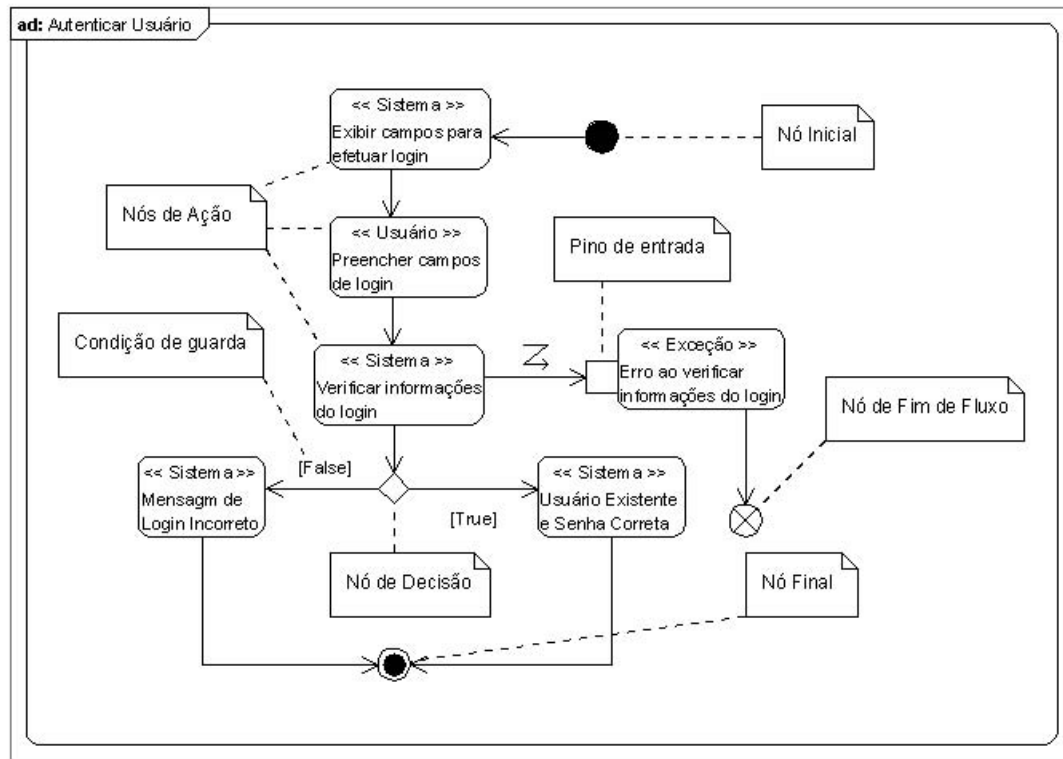 ad: Autenticar Usuário
<< Sistema >>
Exibir campos para
efetuar login
Nó Inicial
Nós de Ação
<< Usuário >>
Preencher campos
de login
Pino de entrada
Condição de guarda
<< Sistema >>
Verificar informações
do login
<< Exceção >>
Erro ao verificar
informações do login
Nó de Fim de Fluxo
[False]
<< Sistema >>
Mensagm de
Login Incorreto
[True]
<< Sistema >>
Usuário Existente
e Senha Correta
Nó de Decisão
Nó Final